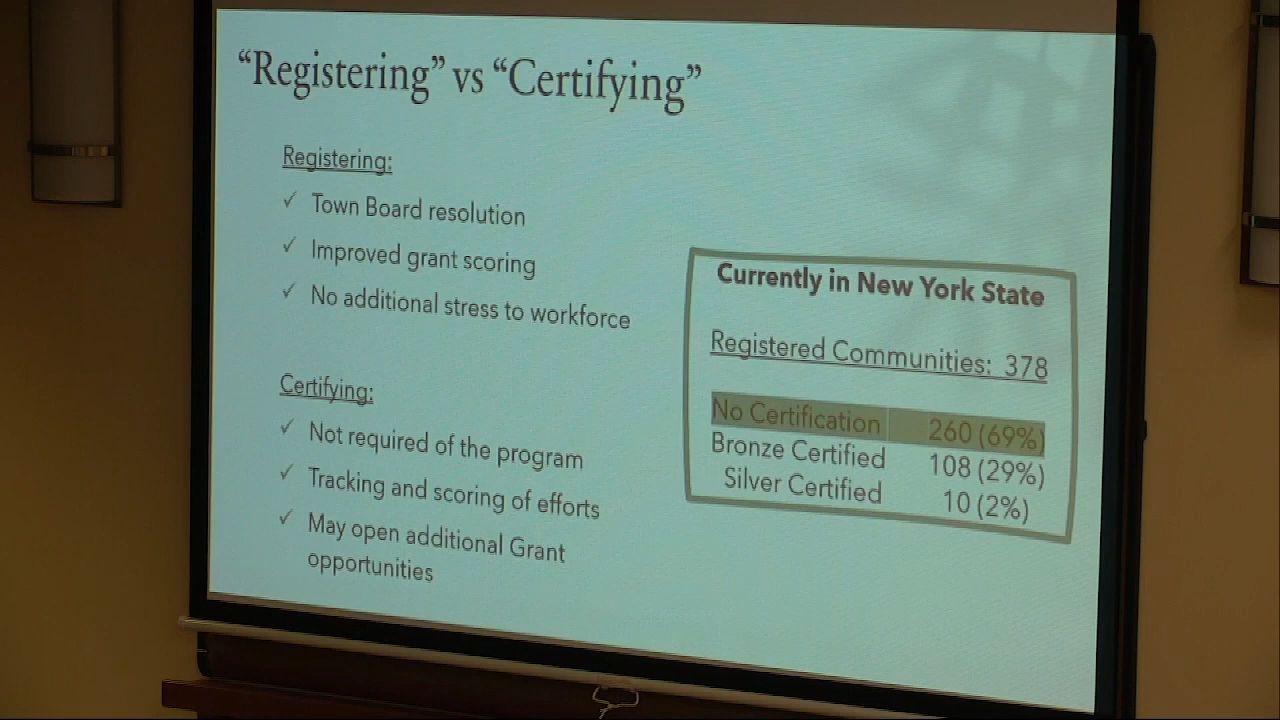 “Registering” vs “Certifying”
Registering:
✓ Town Board resolution
✓ Improved grant scoring
✓ No additional stress to workforce
Certifying:
✓ Not required of the program
✓ Tracking and scoring of efforts
✓ May open additional Grant
opportunities
Currently in New York State
Registered Communities: 378
No Certification 260 (69%)
Bronze Certified 108 (29%)
Silver Certified 10 (2%)